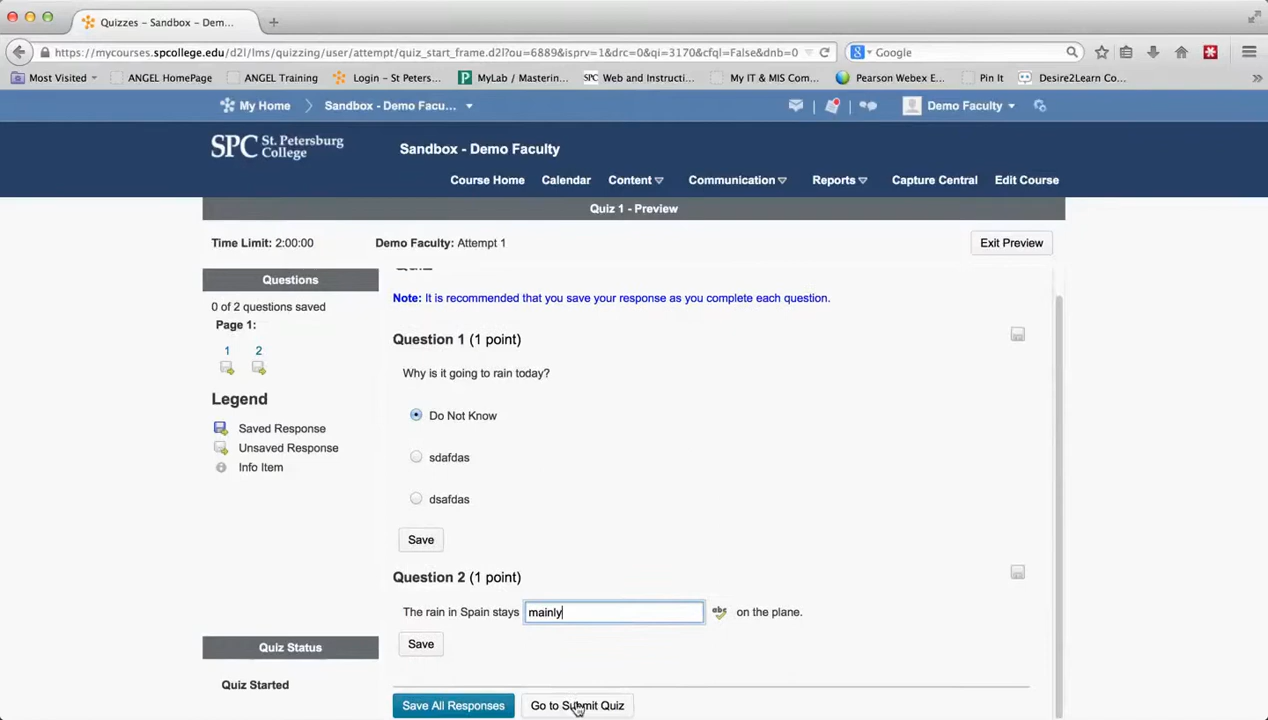 Quizzes – Sandbox – Dem...
https://mycourses.spcollege.edu/d2l/lms/quizzing/user/attempt/quiz_start_frame.d2l?ou=6889&isprv=1&drc=0&qi=3170&cfql=False&dnb=0
Google
Most Visited
ANGEL HomePage
ANGEL Training
Login – St Peters...
MyLab / Masterin...
SPC Web and Instructi...
My IT & MIS Com...
Pearson Webex E...
Pin It
Desire2Learn Co...
My Home
Sandbox - Demo Facu...
Demo Faculty
SPC St. Petersburg College
Sandbox - Demo Faculty
Course Home
Calendar
Content
Communication
Reports
Capture Central
Edit Course
Quiz 1 - Preview
Time Limit: 2:00:00
Demo Faculty: Attempt 1
Exit Preview
Questions
0 of 2 questions saved
Page 1:
1 2
Legend
Saved Response
Unsaved Response
Info Item
Quiz Status
Quiz Started
Note: It is recommended that you save your response as you complete each question.
Question 1 (1 point)
Why is it going to rain today?
Do Not Know
sdafdas
dsafdas
Save
Question 2 (1 point)
The rain in Spain stays mainly abc on the plane.
Save
Save All Responses
Go to Submit Quiz